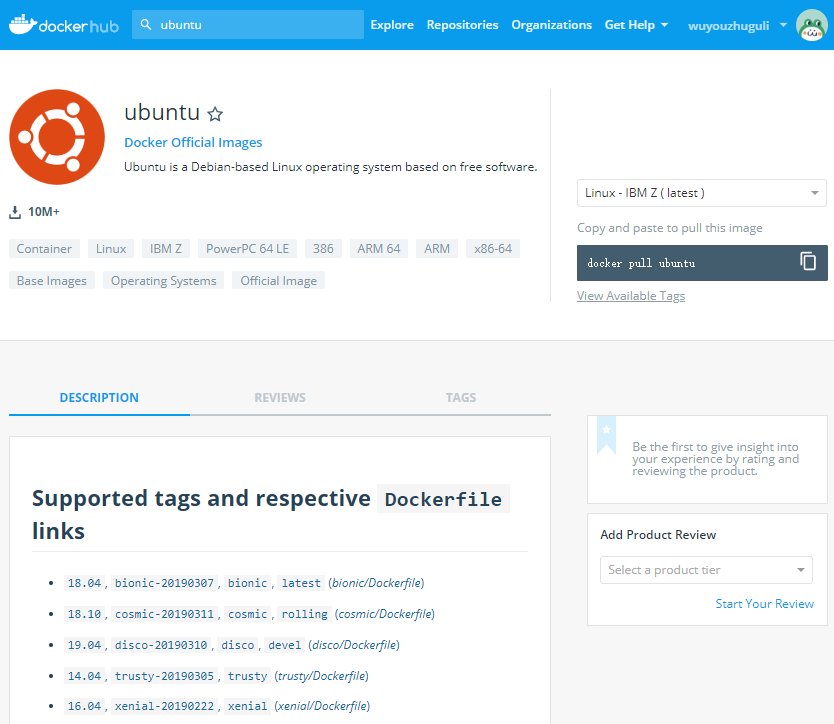 docker hub
ubuntu
Explore Repositories Organizations Get Help
wuyouzhuguli
ubuntu
Docker Official Images
Ubuntu is a Debian-based Linux operating system based on free software.
10M+
Container Linux IBM Z PowerPC 64 LE 386 ARM 64 ARM x86-64
Base Images Operating Systems Official Image
Linux - IBM Z ( latest )
Copy and paste to pull this image
docker pull ubuntu
View Available Tags
DESCRIPTION REVIEWS TAGS
Supported tags and respective Dockerfile
links
18.04, bionic-20190307, bionic, latest (bionic/Dockerfile)
18.10, cosmic-20190311, cosmic, rolling (cosmic/Dockerfile)
19.04, disco-20190310, disco, devel (disco/Dockerfile)
14.04, trusty-20190305, trusty (trusty/Dockerfile)
16.04, xenial-20190222, xenial (xenial/Dockerfile)
Be the first to give insight into
your experience by rating and
reviewing the product.
Add Product Review
Select a product tier
Start Your Review